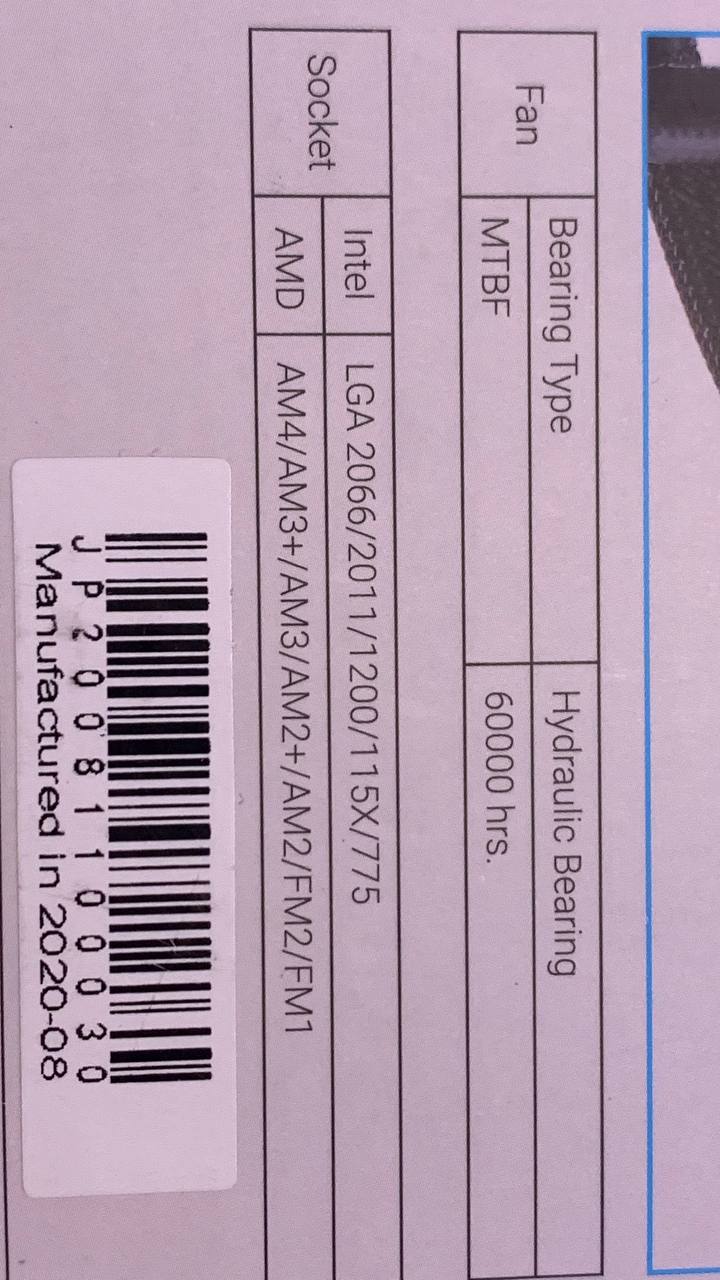 Fan Bearing Type Hydraulic Bearing
MTBF 60000 hrs.
Socket Intel LGA 2066/2011/1200/115X/775
AMD AM4/AM3+/AM3/AM2+/AM2/FM2/FM1
JP20081100030
Manufactured in 2020-08